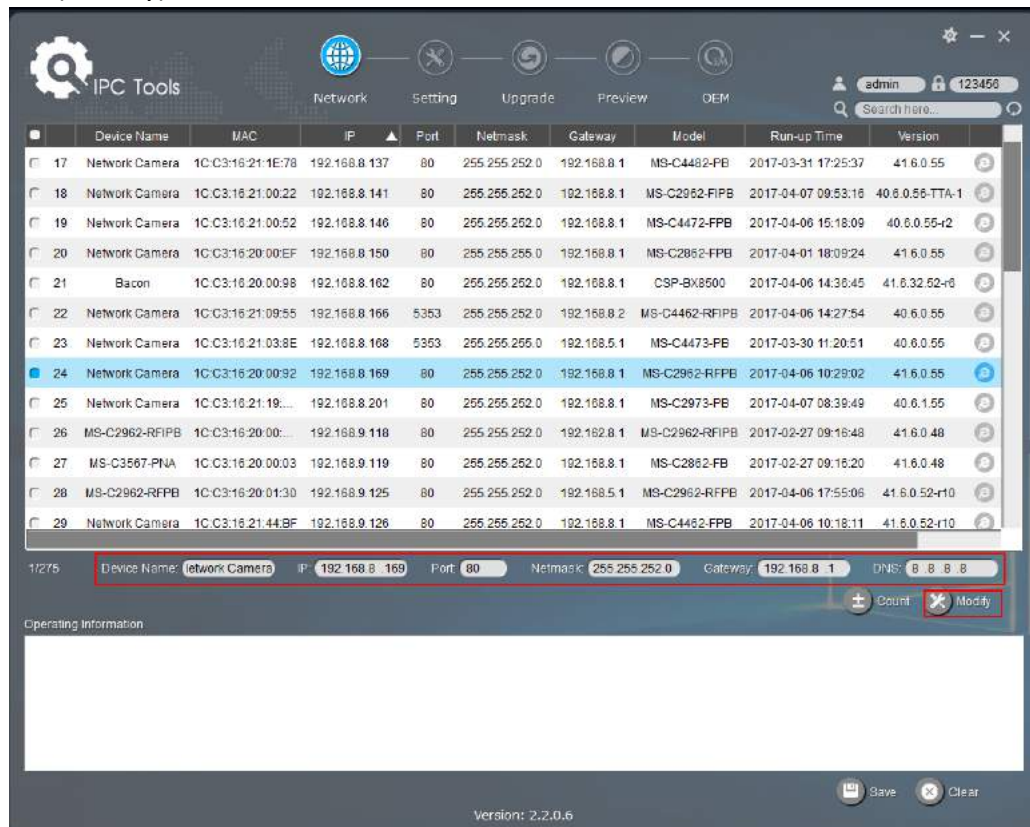 IPC Tools
Network Setting Upgrade Preview OEM
admin 123456
Search here...
Device Name MAC IP Port Netmask Gateway Model Run-up Time Version
17 Network Camera 1C:C3:16:21:1E:78 192.168.8.137 80 255.255.252.0 192.168.8.1 MS-C4482-PB 2017-03-31 17:25:37 41.6.0.55
18 Network Camera 1C:C3:16:21:00:22 192.168.8.141 80 255.255.252.0 192.168.8.1 MS-C2962-FIPB 2017-04-07 09:53:16 40.6.0.56-TTA-1
19 Network Camera 1C:C3:16:21:00:52 192.168.8.146 80 255.255.252.0 192.168.8.1 MS-C4472-FPB 2017-04-06 15:18:09 40.6.0.55-r2
20 Network Camera 1C:C3:16:20:00:EF 192.168.8.150 80 255.255.255.0 192.168.8.1 MS-C2862-FPB 2017-04-01 18:09:24 41.6.0.55
21 Bacon 1C:C3:16:20:00:98 192.168.8.162 80 255.255.252.0 192.168.8.1 CSP-BX8500 2017-04-06 14:36:45 41.6.32.52-r6
22 Network Camera 1C:C3:16:21:09:55 192.168.8.166 5353 255.255.252.0 192.168.8.2 MS-C4462-RFIPB 2017-04-06 14:27:54 40.6.0.55
23 Network Camera 1C:C3:16:21:03:8E 192.168.8.168 5353 255.255.255.0 192.168.5.1 MS-C4473-PB 2017-03-30 11:20:51 40.6.0.55
24 Network Camera 1C:C3:16:20:00:92 192.168.8.169 80 255.255.252.0 192.168.8.1 MS-C2962-RFPB 2017-04-06 10:29:02 41.6.0.55
25 Network Camera 1C:C3:16:21:19:... 192.168.8.201 80 255.255.252.0 192.168.8.1 MS-C2973-PB 2017-04-07 08:39:49 40.6.1.55
26 MS-C2962-RFIPB 1C:C3:16:20:00:... 192.168.9.118 80 255.255.252.0 192.162.8.1 MS-C2962-RFIPB 2017-02-27 09:16:48 41.6.0.48
27 MS-C3567-PNA 1C:C3:16:20:00:03 192.168.9.119 80 255.255.252.0 192.168.8.1 MS-C2862-FB 2017-02-27 09:16:20 41.6.0.48
28 MS-C2962-RFPB 1C:C3:16:20:01:30 192.168.9.125 80 255.255.252.0 192.168.5.1 MS-C2962-RFPB 2017-04-06 17:55:06 41.6.0.52-r10
29 Network Camera 1C:C3:16:21:44:BF 192.168.9.126 80 255.255.252.0 192.168.8.1 MS-C4462-FPB 2017-04-06 10:18:11 41.6.0.52-r10
1/275 Device Name: letwork Camera IP: 192.168.8 .169 Port: 80 Netmask: 255.255.252.0 Gateway: 192.168.8 .1 DNS: 8 .8 .8 .8
Count Modify
Operating Information
Save Clear
Version: 2.2.0.6